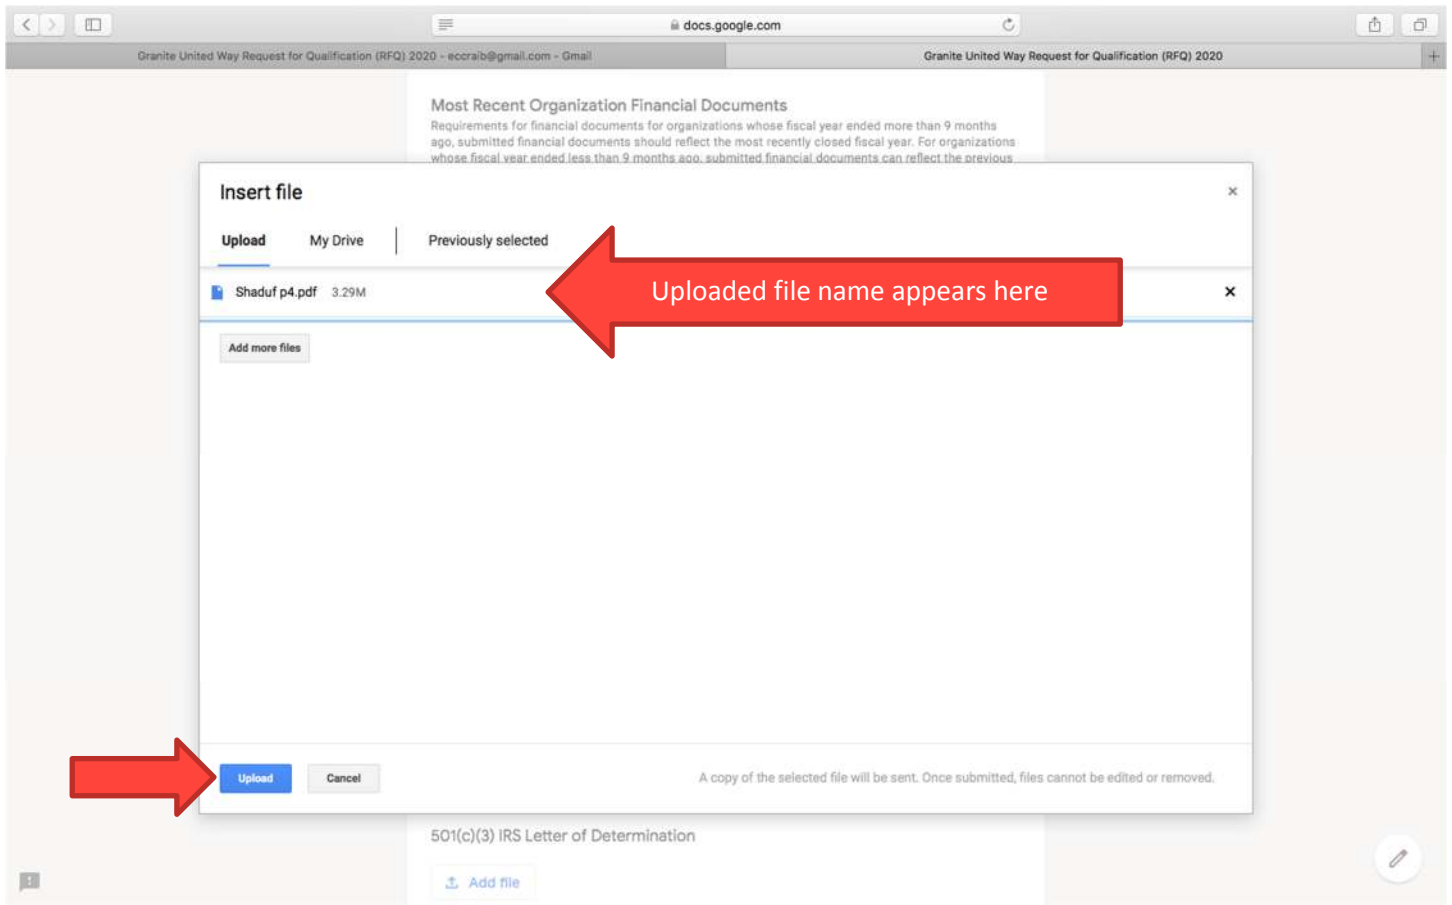 docs.google.com
Granite United Way Request for Qualification (RFQ) 2020 - eccraib@gmail.com - Gmail
Granite United Way Request for Qualification (RFQ) 2020
Most Recent Organization Financial Documents
Requirements for financial documents for organizations whose fiscal year ended more than 9 months
ago, submitted financial documents should reflect the most recently closed fiscal year. For organizations
whose fiscal year ended less than 9 months ago, submitted financial documents can reflect the previous
Insert file
Upload My Drive Previously selected
Shaduf p4.pdf 3.29M
Uploaded file name appears here
Add more files
Upload Cancel
A copy of the selected file will be sent. Once submitted, files cannot be edited or removed.
501(c)(3) IRS Letter of Determination
Add file